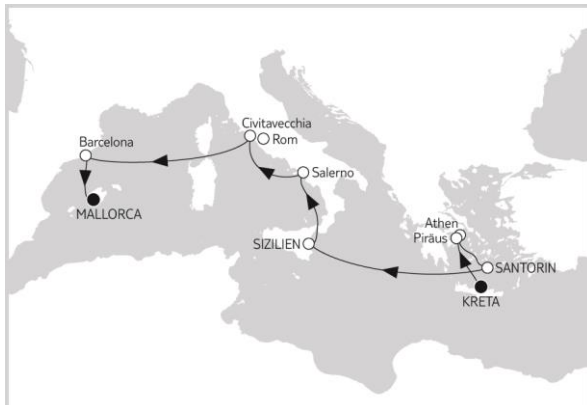 Civitavecchia
Rom
Barcelona
Salerno
MALLORCA
Athen
Piräus
SIZILIEN
SANTORIN
KRETA